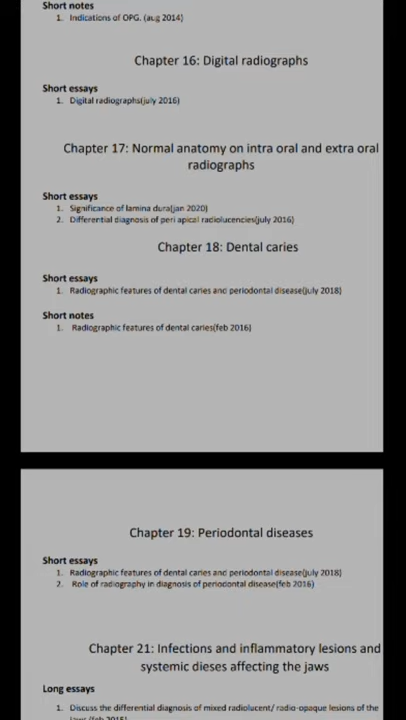 Short notes
1. Indications of OPG. (aug 2014)
Chapter 16: Digital radiographs
Short essays
1. Digital radiographs(july 2016)
Chapter 17: Normal anatomy on intra oral and extra oral
radiographs
Short essays
1. Significance of lamina dura(jan 2020)
2. Differential diagnosis of peri apical radiolucencies(july 2016)
Chapter 18: Dental caries
Short essays
1. Radiographic features of dental caries and periodontal disease(july 2018)
Short notes
1. Radiographic features of dental caries(feb 2016)
Chapter 19: Periodontal diseases
Short essays
1. Radiographic features of dental caries and periodontal disease(july 2018)
2. Role of radiography in diagnosis of periodontal disease(feb 2016)
Chapter 21: Infections and inflammatory lesions and
systemic dieses affecting the jaws
Long essays
1. Discuss the differential diagnosis of mixed radiolucent/ radio-opaque lesions of the
jaws (feb 2015)